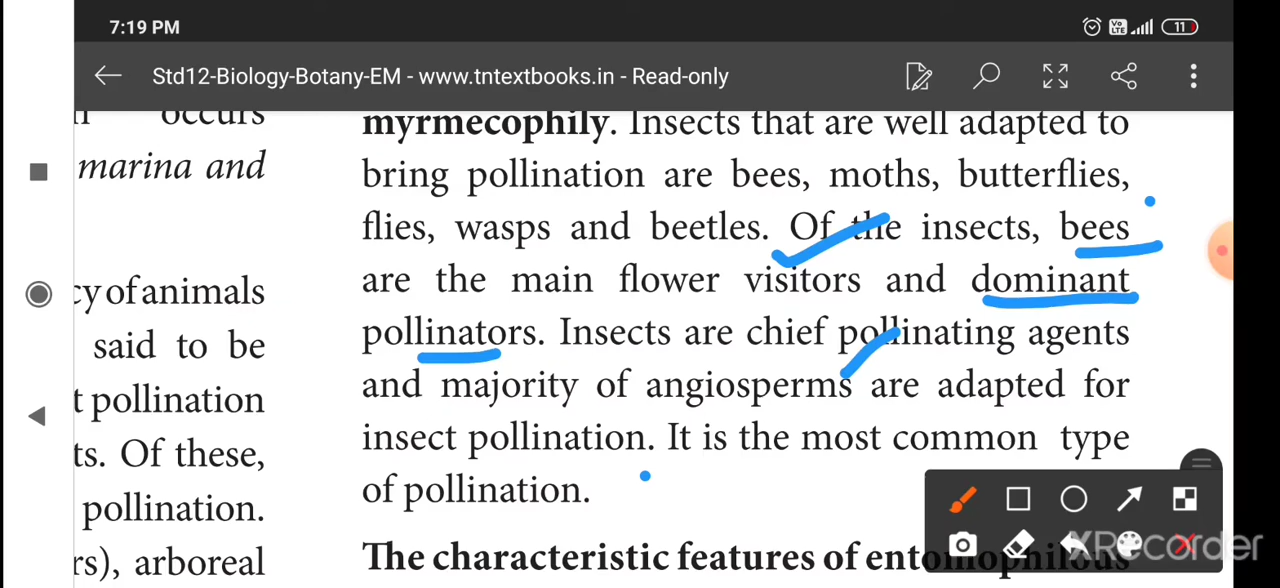 7:19 PM
Vo LTE
11
Std12-Biology-Botany-EM - www.tntextbooks.in - Read-only
occurs
marina and
cy of animals
said to be
t pollination
ts. Of these,
pollination.
rs), arboreal
myrmecophily. Insects that are well adapted to
bring pollination are bees, moths, butterflies,
flies, wasps and beetles. Of the insects, bees
are the main flower visitors and dominant
pollinators. Insects are chief pollinating agents
and majority of angiosperms are adapted for
insect pollination. It is the most common type
of pollination.
The characteristic features of entomophilous
XRecorder